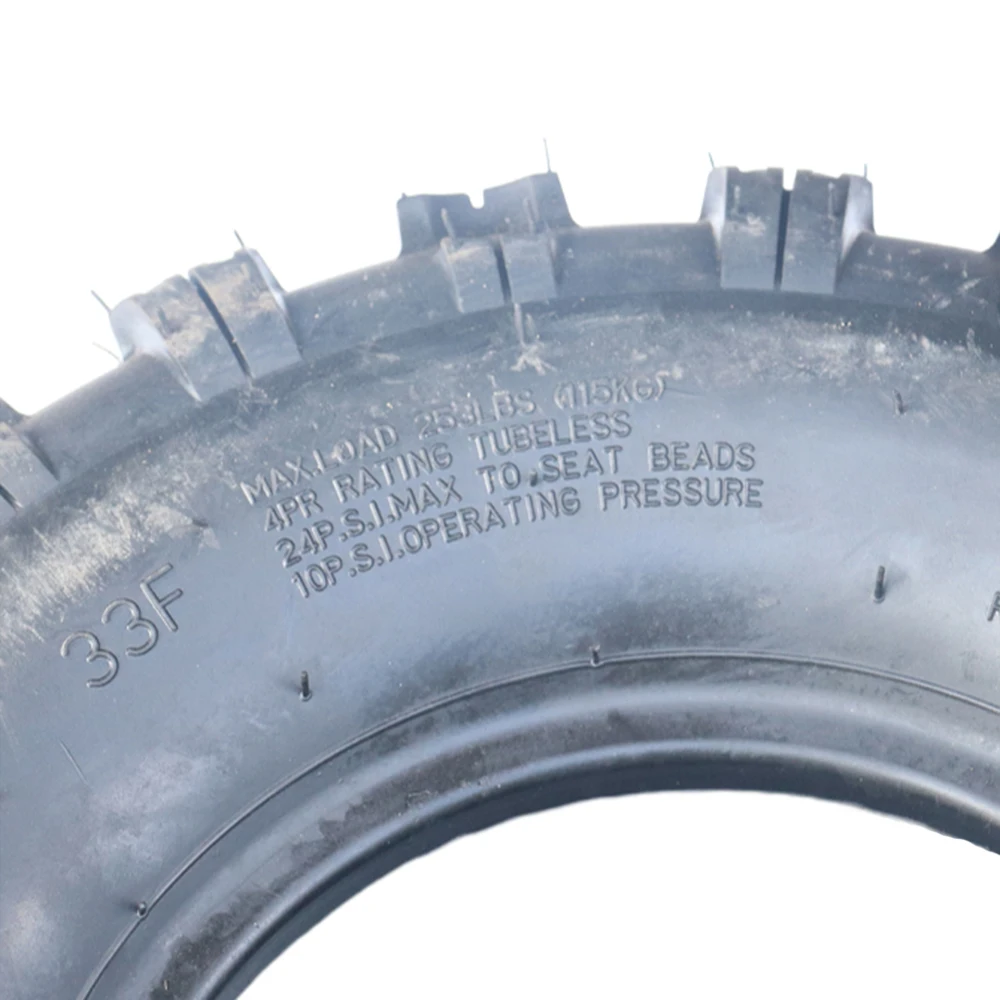 MAX.LOAD 253LBS (115KG)
4PR RATING TUBELESS
24P.S.I.MAX TO SEAT BEADS
10P.S.I.OPERATING PRESSURE
33F